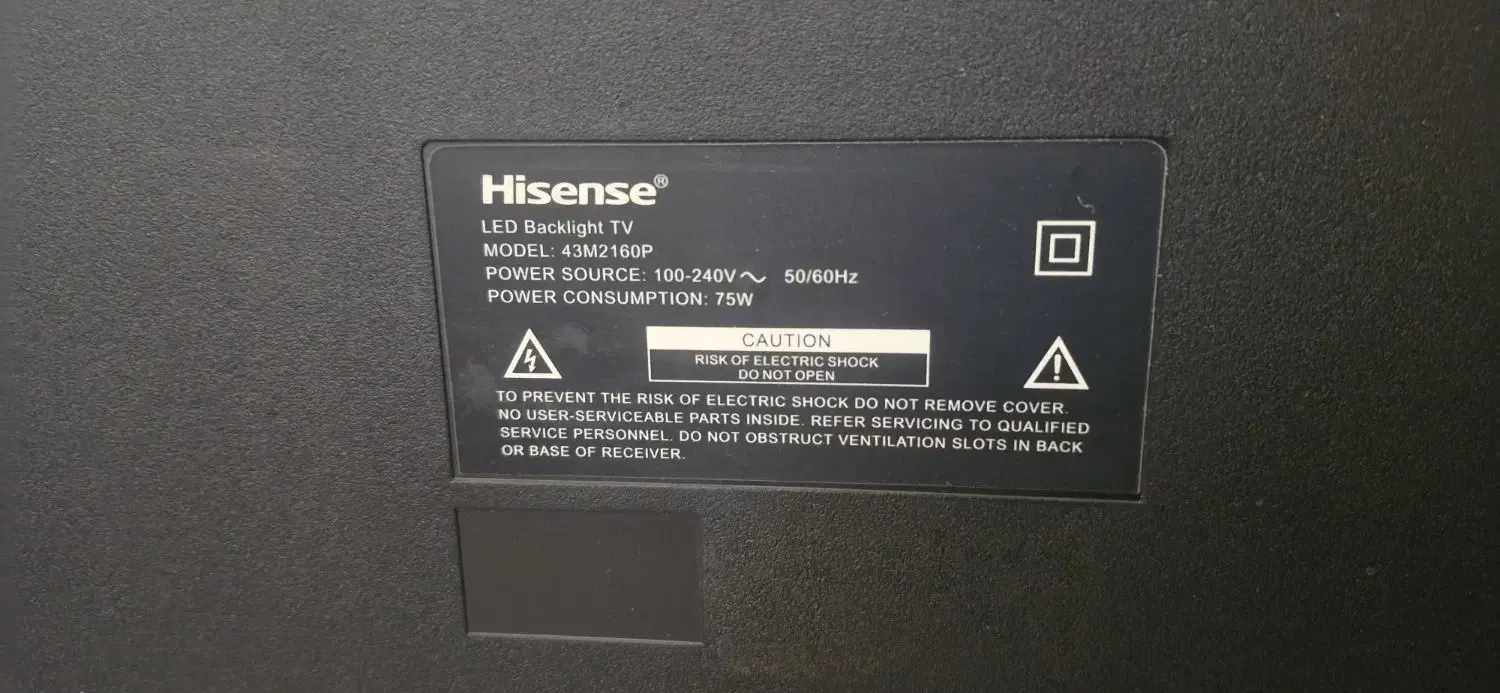 Hisense®
LED Backlight TV
MODEL: 43M2160P
POWER SOURCE: 100-240V～ 50/60Hz
POWER CONSUMPTION: 75W
CAUTION
RISK OF ELECTRIC SHOCK
DO NOT OPEN
TO PREVENT THE RISK OF ELECTRIC SHOCK DO NOT REMOVE COVER.
NO USER-SERVICEABLE PARTS INSIDE. REFER SERVICING TO QUALIFIED
SERVICE PERSONNEL. DO NOT OBSTRUCT VENTILATION SLOTS IN BACK
OR BASE OF RECEIVER.